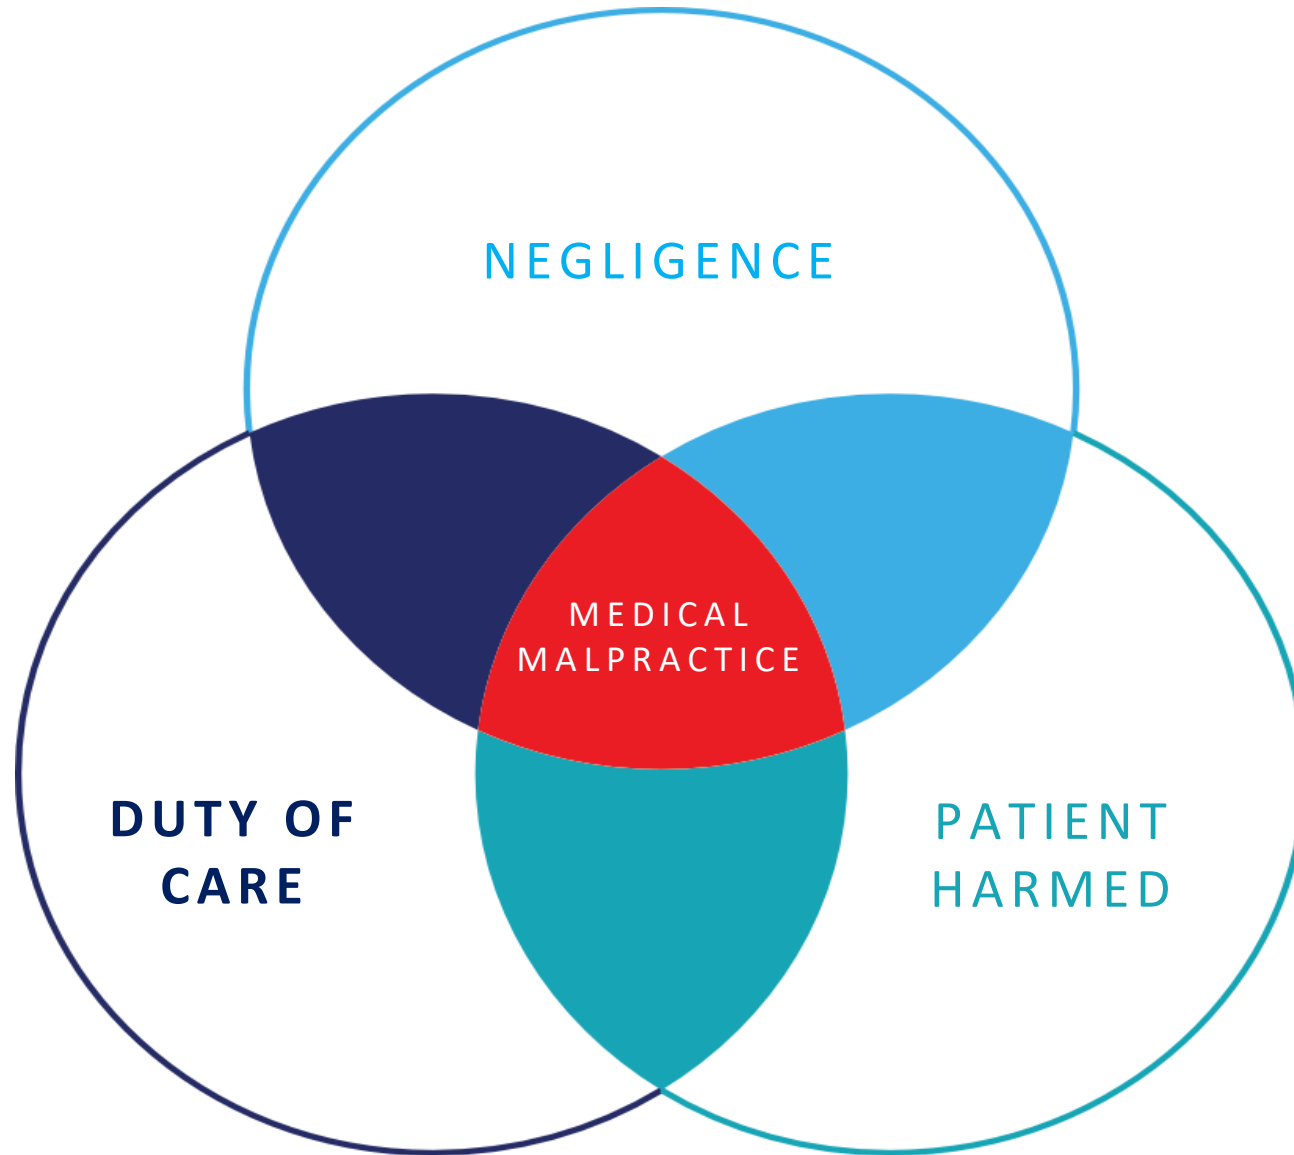 NEGLIGENCE
MEDICAL
MALPRACTICE
DUTY OF
CARE
PATIENT
HARMED